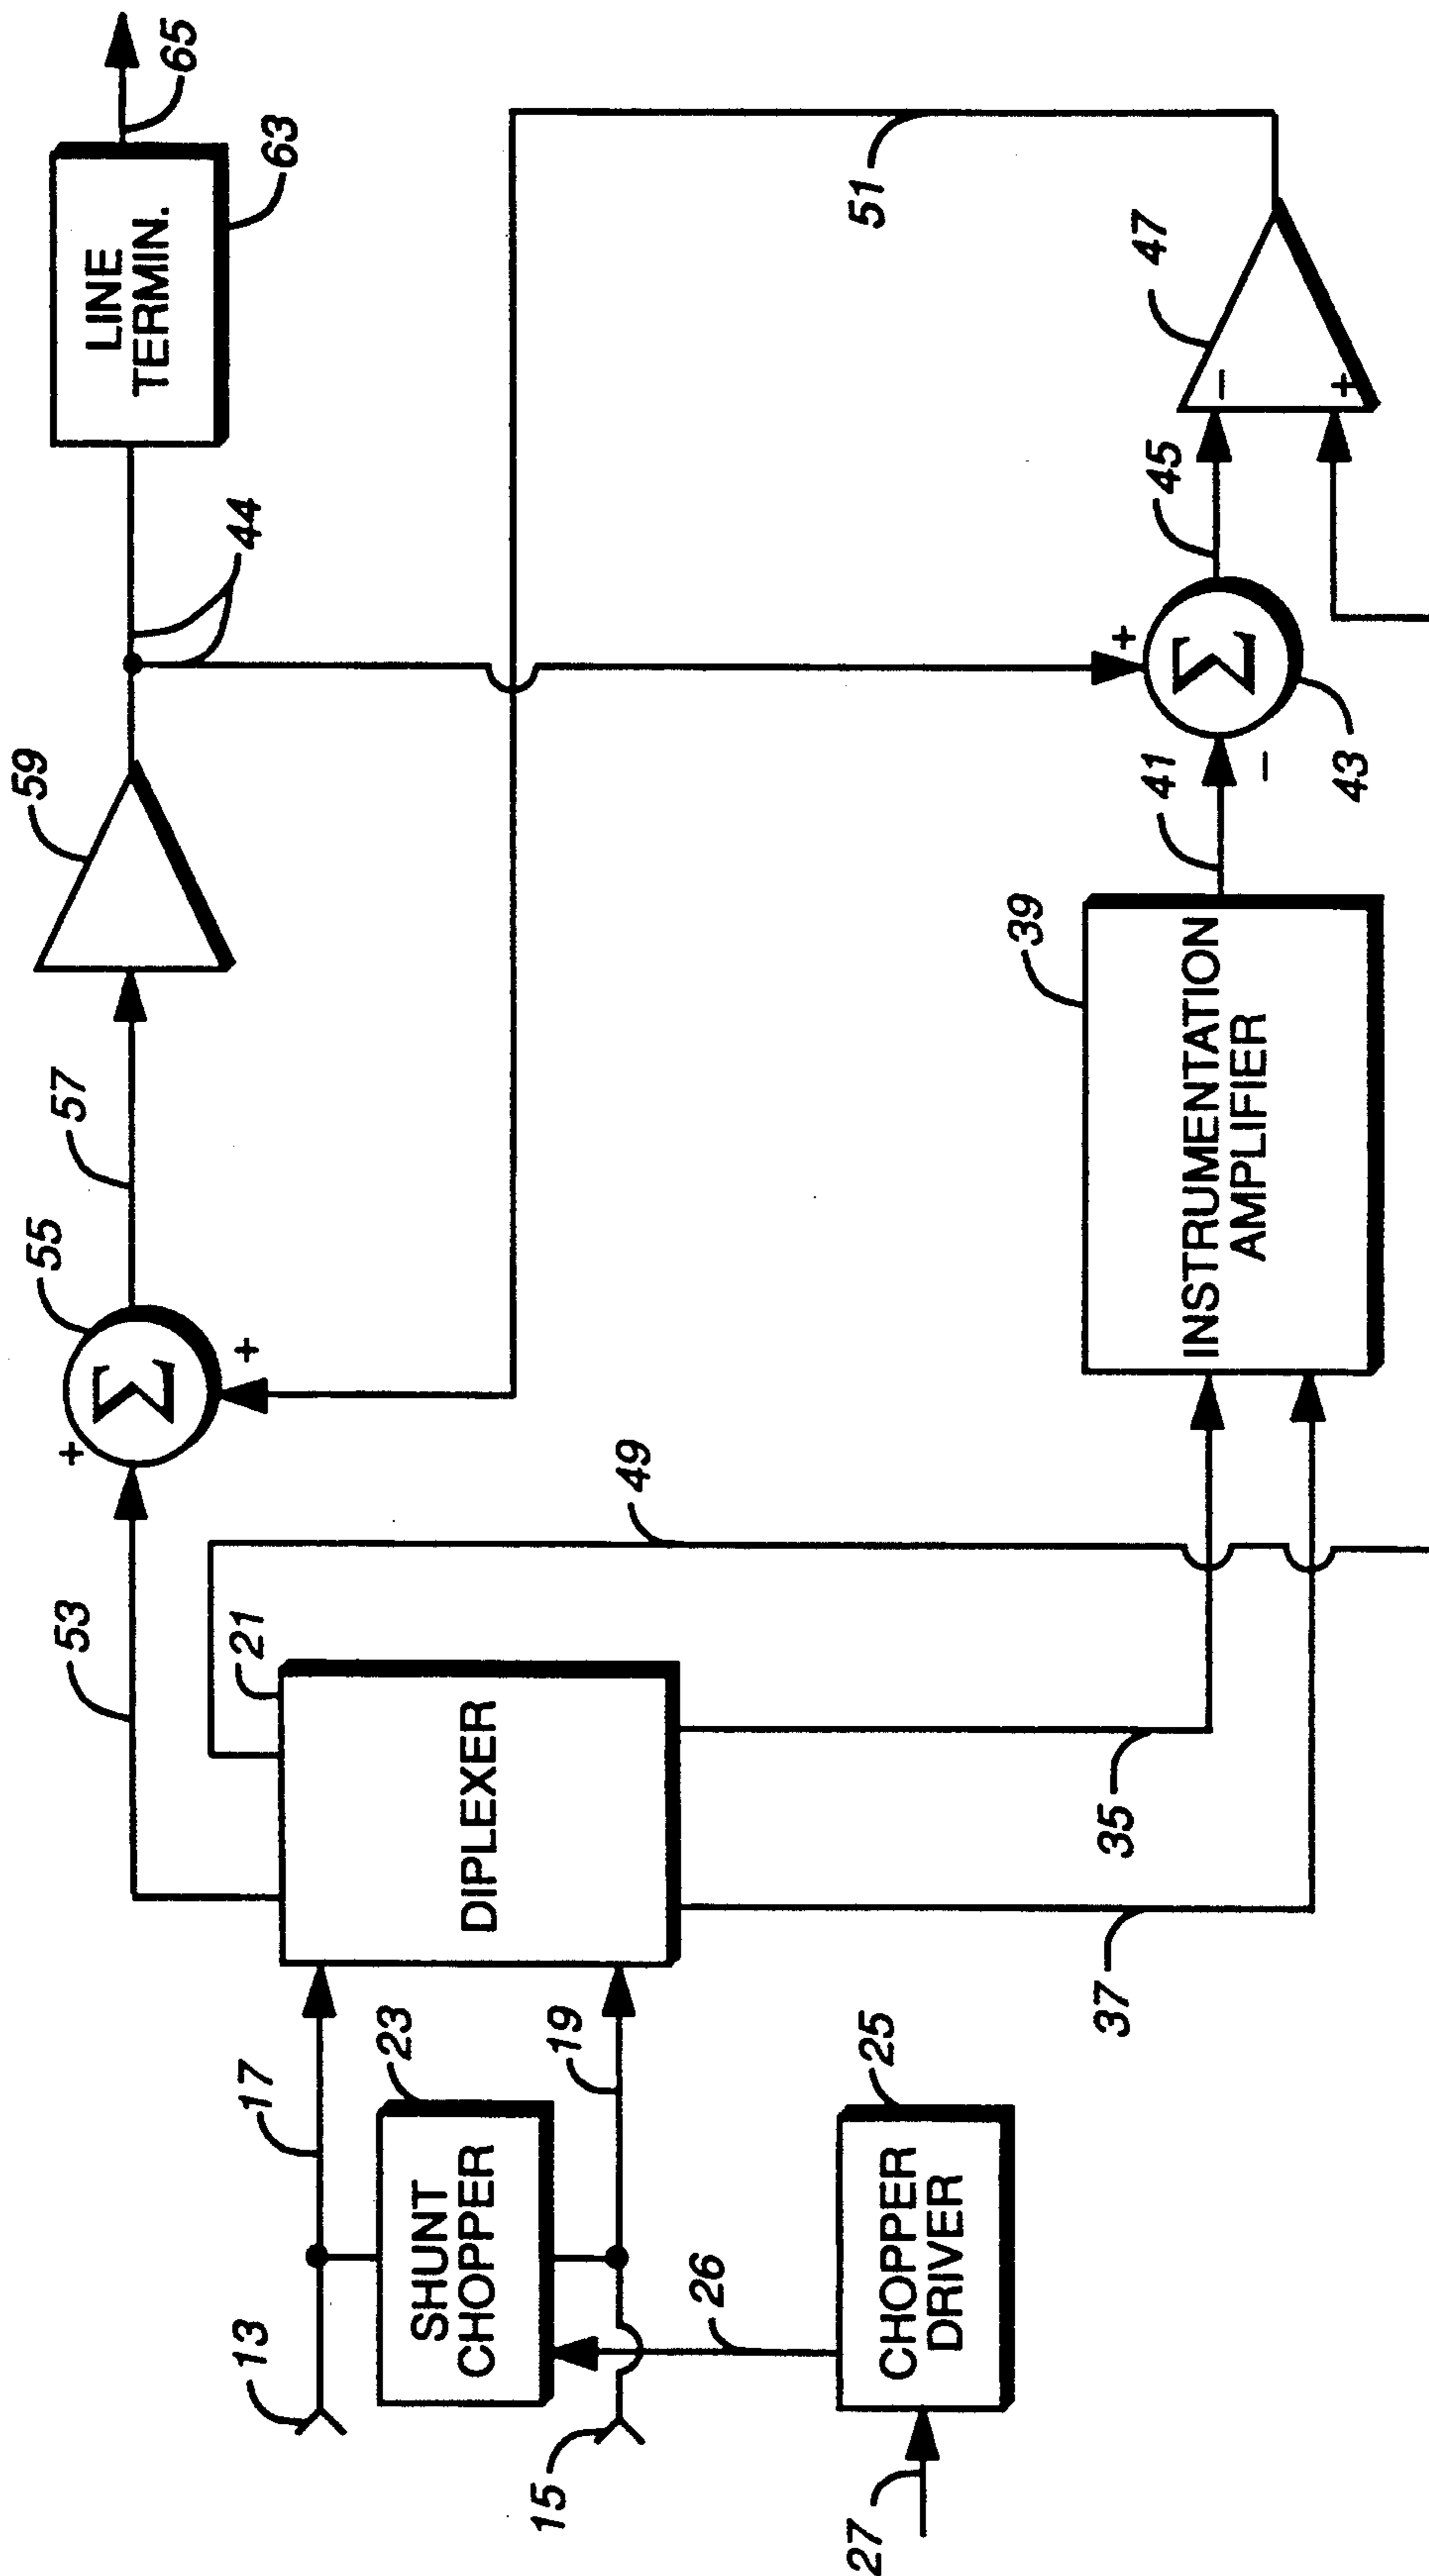 59
44
LINE
TERMIN.
65
63
55
57
+
Σ
+
53
51
49
21
DIPLEXER
17
13
SHUNT
CHOPPER
23
19
15
26
CHOPPER
DRIVER
25
27
35
37
39
INSTRUMENTATION
AMPLIFIER
41
−
+
Σ
43
45
−
+
47